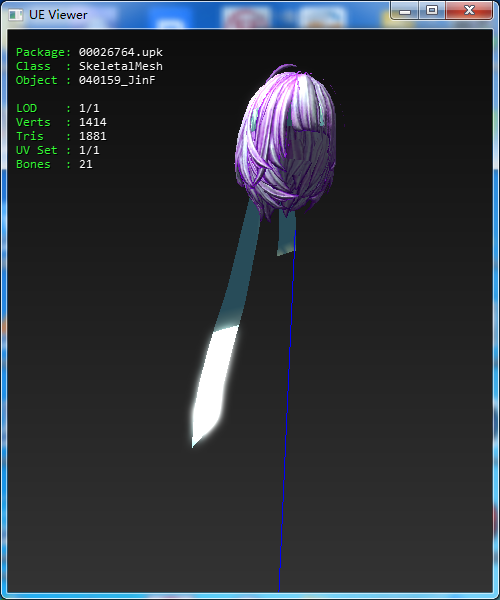 UE Viewer
Package: 00026764.upk
Class : SkeletalMesh
Object : 040159_JinF
LOD : 1/1
Verts : 1414
Tris : 1881
UV Set : 1/1
Bones : 21